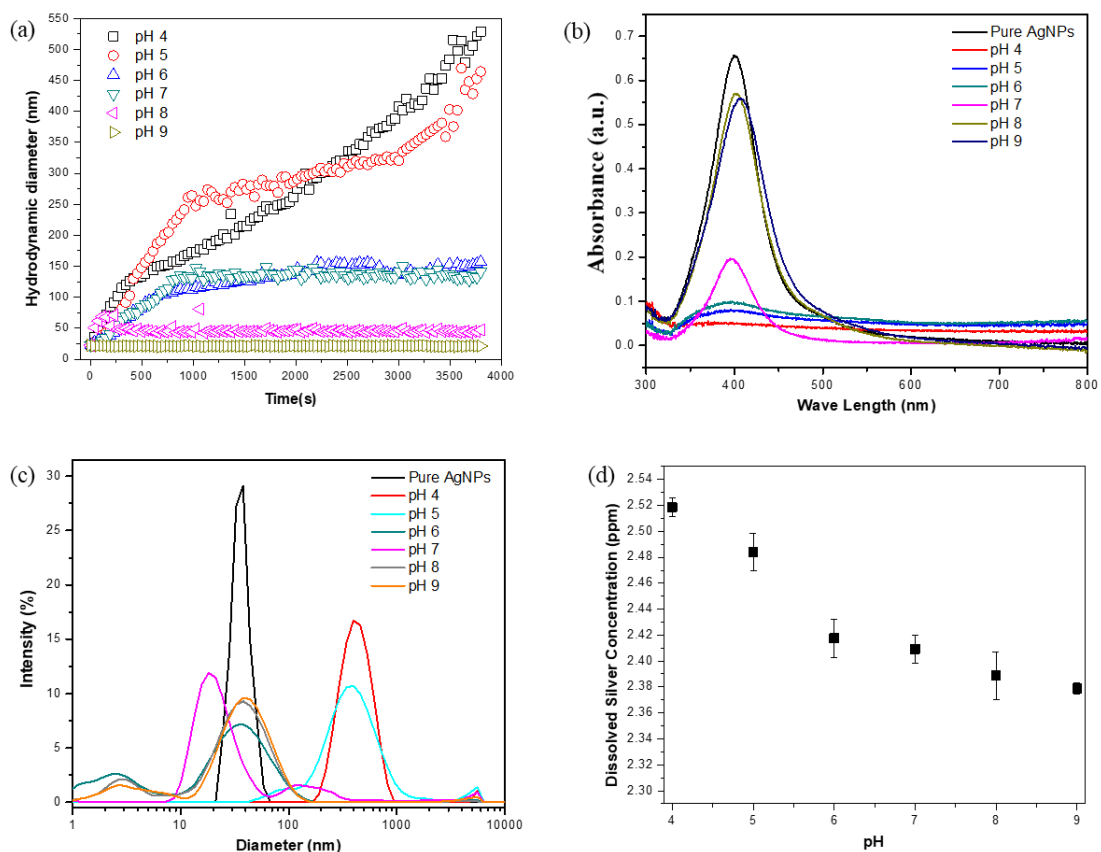 (a)
550
500
450
400
350
300
250
200
150
100
50
0
pH 4
pH 5
pH 6
pH 7
pH 8
pH 9
Hydrodynamic diameter (nm)
0 500 1000 1500 2000 2500 3000 3500 4000
Time(s)
(b)
0.7
0.6
0.5
0.4
0.3
0.2
0.1
0.0
Pure AgNPs
pH 4
pH 5
pH 6
pH 7
pH 8
pH 9
Absorbance (a.u.)
300 400 500 600 700 800
Wave Length (nm)
(c)
30
25
20
15
10
5
0
Pure AgNPs
pH 4
pH 5
pH 6
pH 7
pH 8
pH 9
Intensity (%)
1 10 100 1000 10000
Diameter (nm)
(d)
2.54
2.52
2.50
2.48
2.46
2.44
2.42
2.40
2.38
2.36
2.34
2.32
2.30
Dissolved Silver Concentration (ppm)
4 5 6 7 8 9
pH